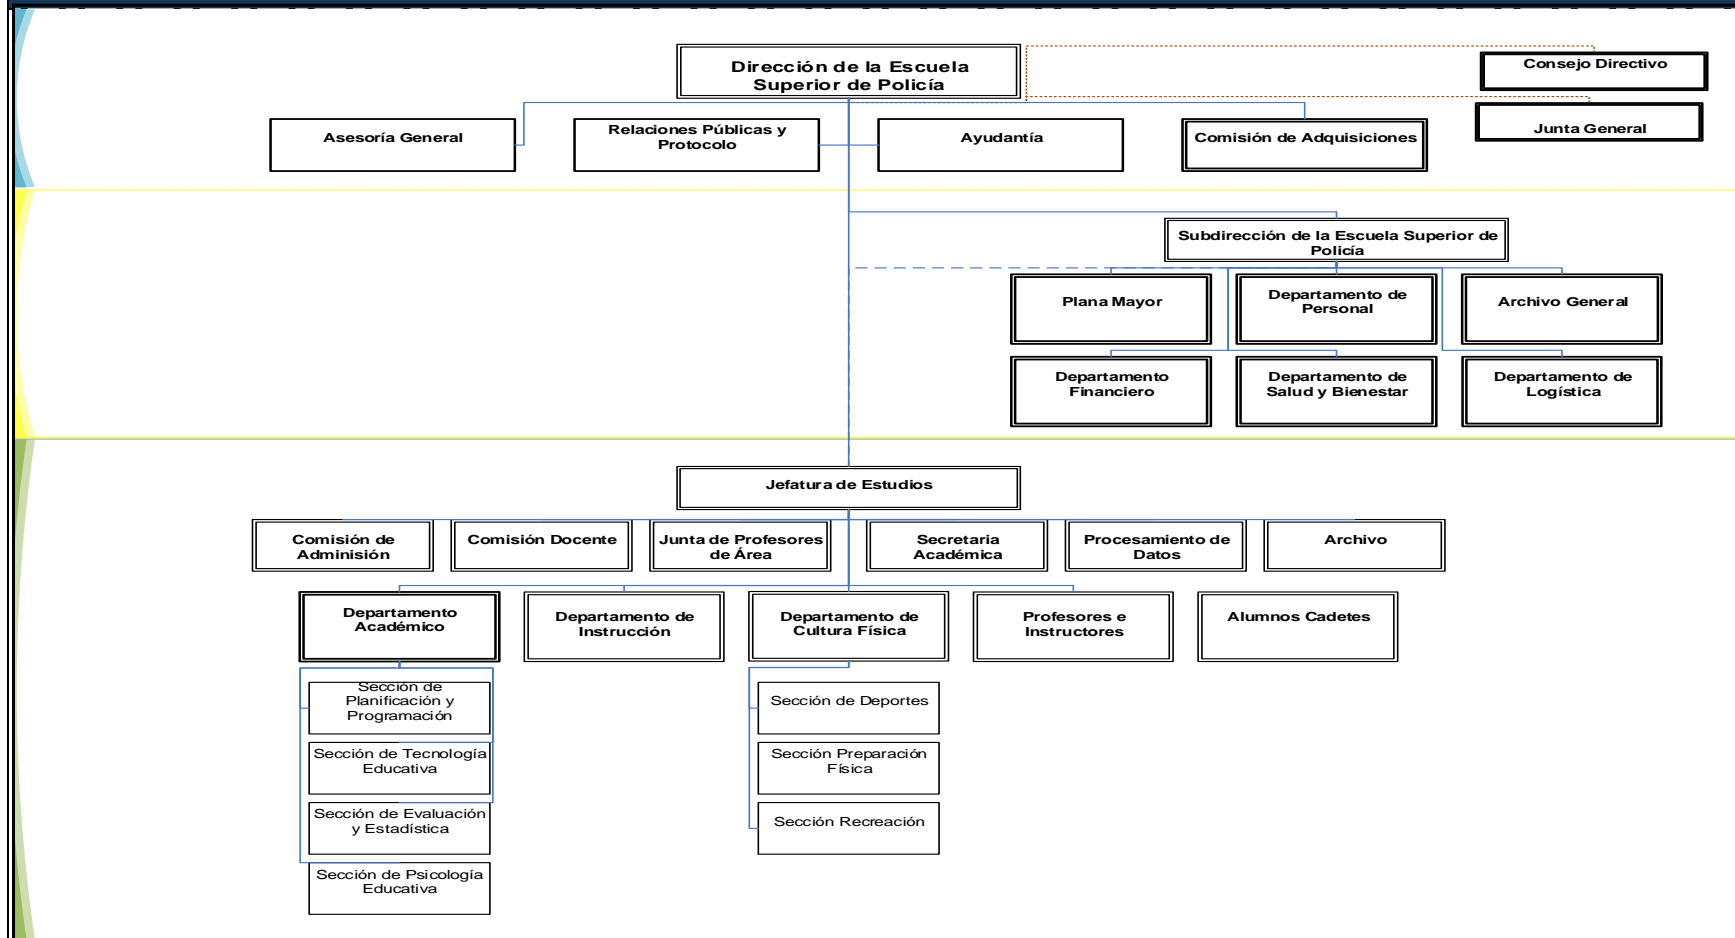 Dirección de la Escuela
Superior de Policía
Consejo Directivo
Junta General
Asesoría General
Relaciones Públicas y
Protocolo
Ayudantía
Comisión de Adquisiciones
Subdirección de la Escuela Superior de
Policía
Plana Mayor
Departamento de
Personal
Archivo General
Departamento
Financiero
Departamento de
Salud y Bienestar
Departamento de
Logística
Jefatura de Estudios
Comisión de
Adminisión
Comisión Docente
Junta de Profesores
de Área
Secretaria
Académica
Procesamiento de
Datos
Archivo
Departamento
Académico
Departamento de
Instrucción
Departamento de
Cultura Física
Profesores e
Instructores
Alumnos Cadetes
Sección de
Planificación y
Programación
Sección de Tecnología
Educativa
Sección de Evaluación
y Estadística
Sección de Psicología
Educativa
Sección de Deportes
Sección Preparación
Física
Sección Recreación